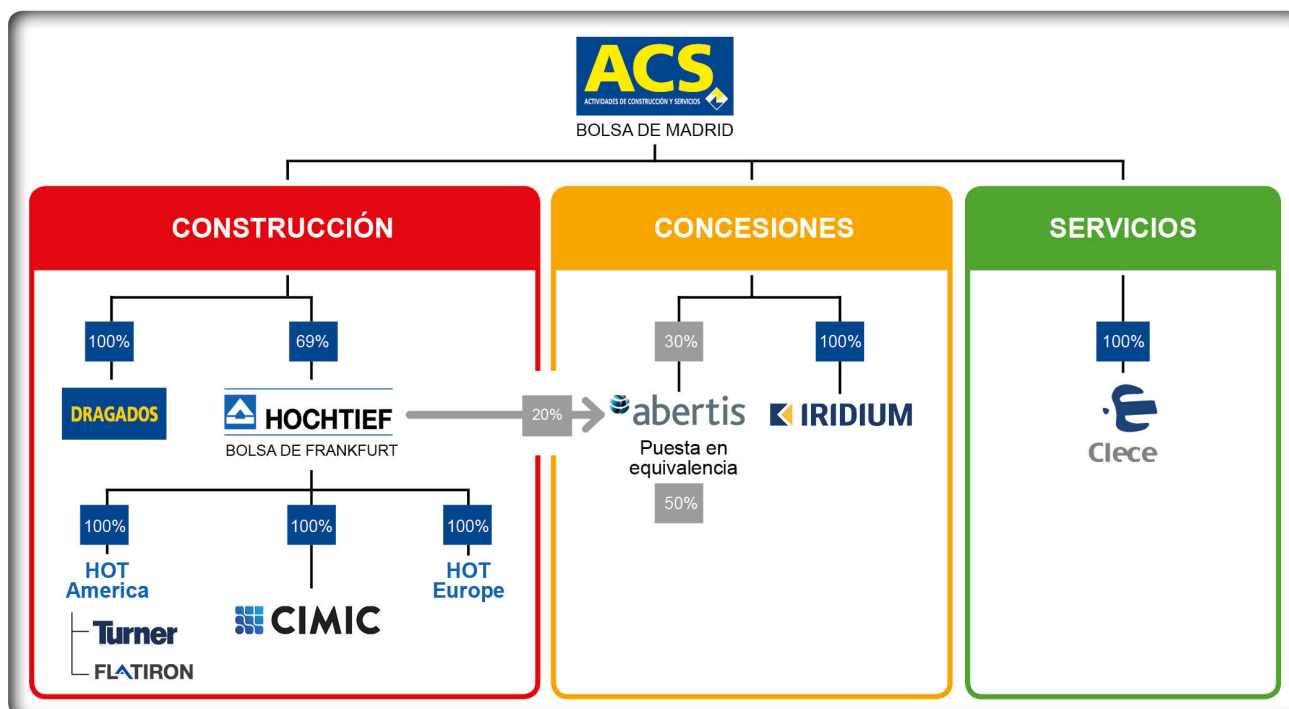 ACS
ACTIVIDADES DE CONSTRUCCIÓN Y SERVICIOS
BOLSA DE MADRID
CONSTRUCCIÓN
100%
69%
DRAGADOS
HOCHTIEF
BOLSA DE FRANKFURT
20%
100%
100%
100%
HOT
America
Turner
FLATIRON
CIMIC
HOT
Europe
CONCESIONES
30%
100%
abertis
Puesta en
equivalencia
50%
IRIDIUM
SERVICIOS
100%
Clece